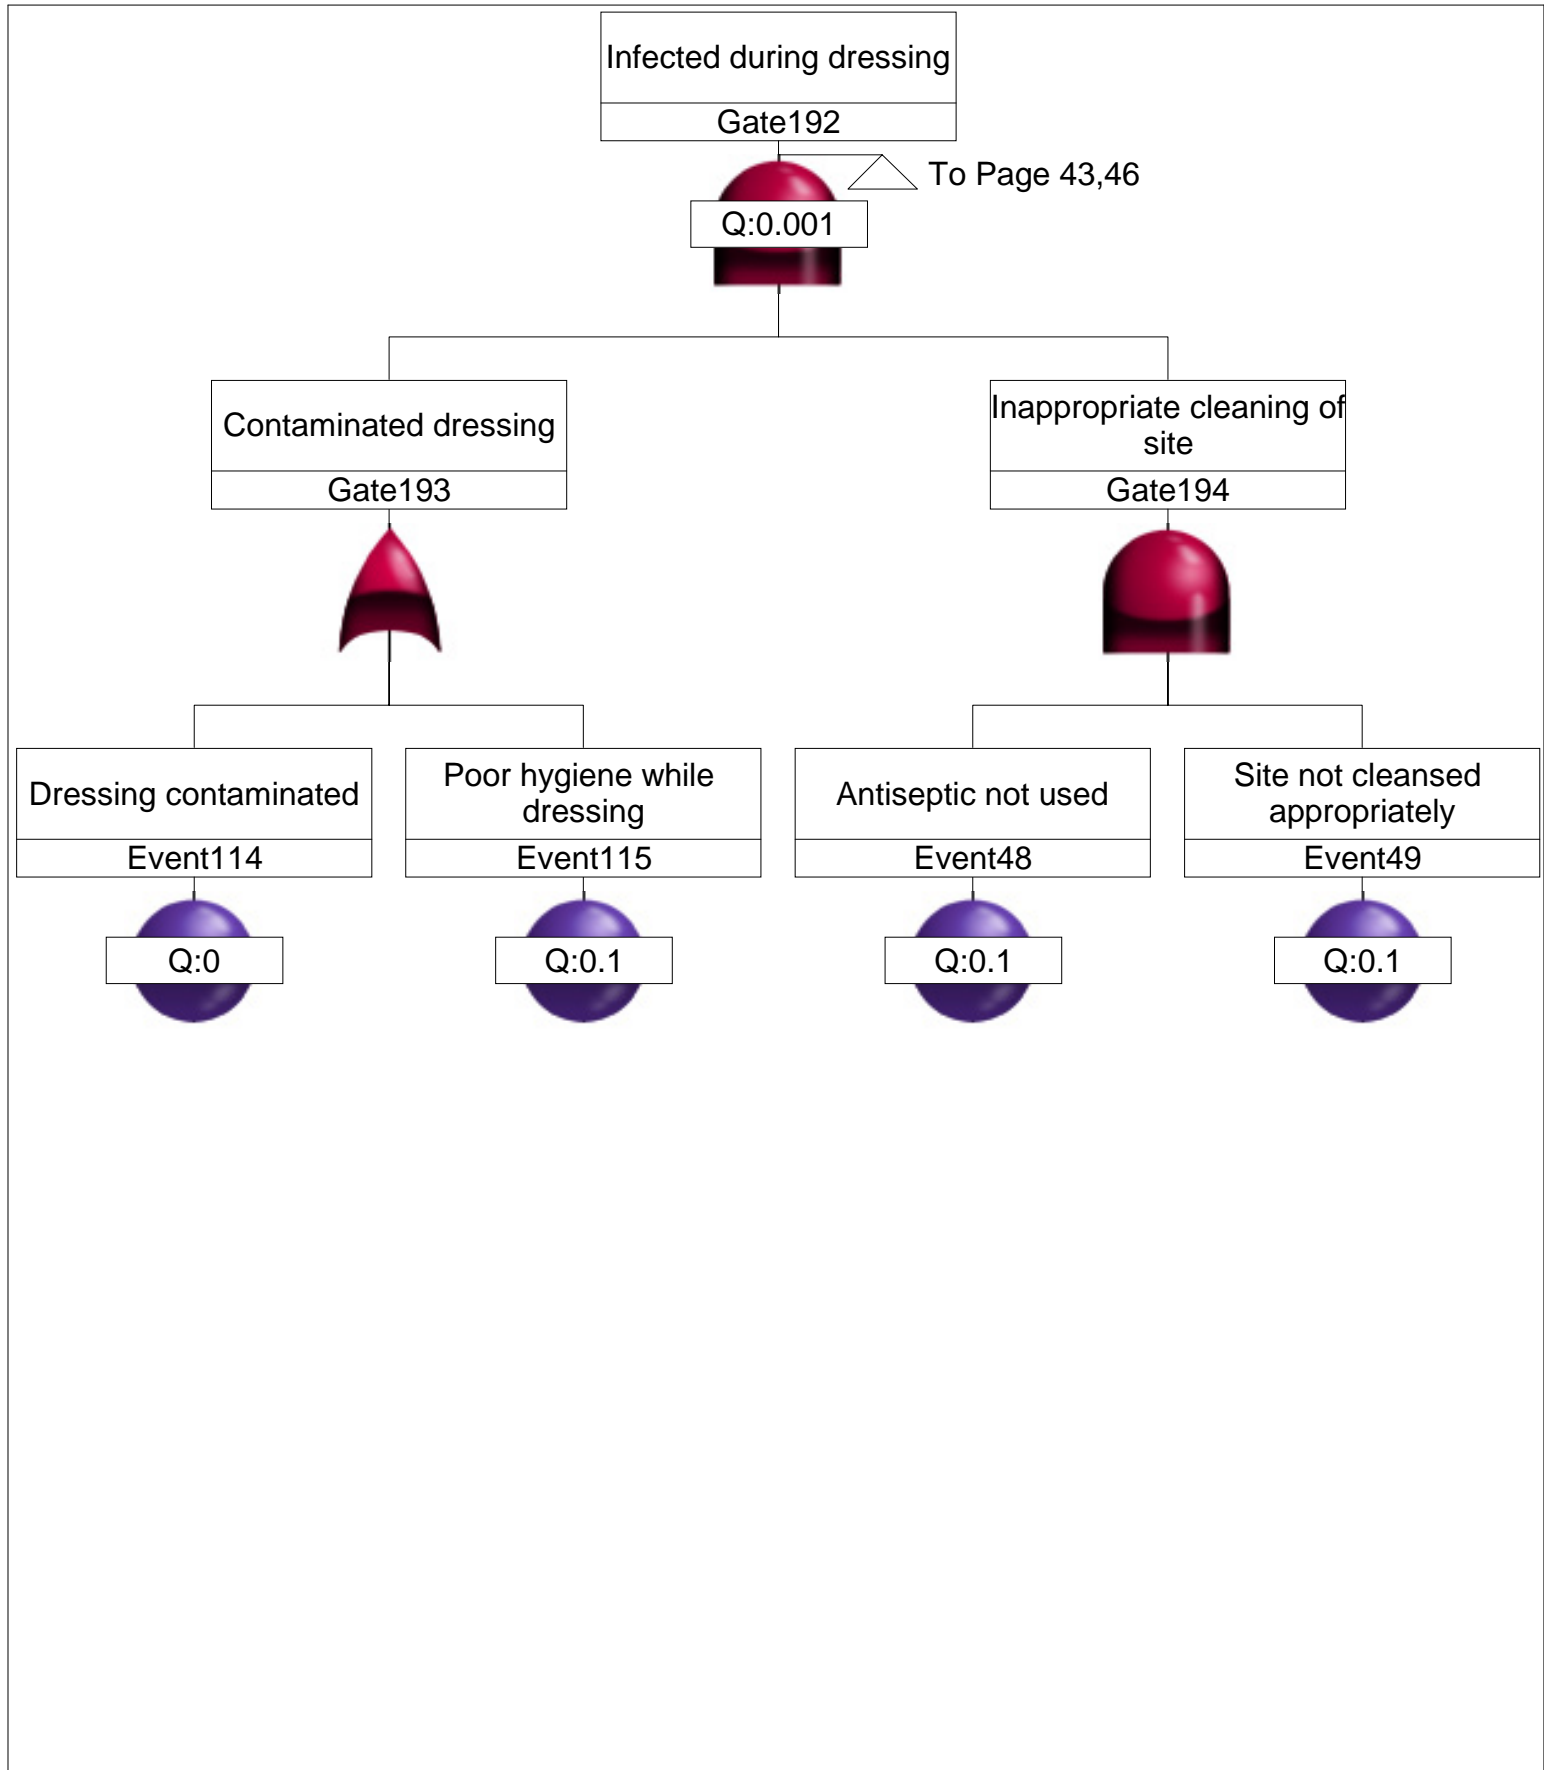 Infected during dressing
Gate192
To Page 43,46
Q:0.001
Contaminated dressing
Gate193
Inappropriate cleaning of
site
Gate194
Dressing contaminated
Event114
Q:0
Poor hygiene while
dressing
Event115
Q:0.1
Antiseptic not used
Event48
Q:0.1
Site not cleansed
appropriately
Event49
Q:0.1